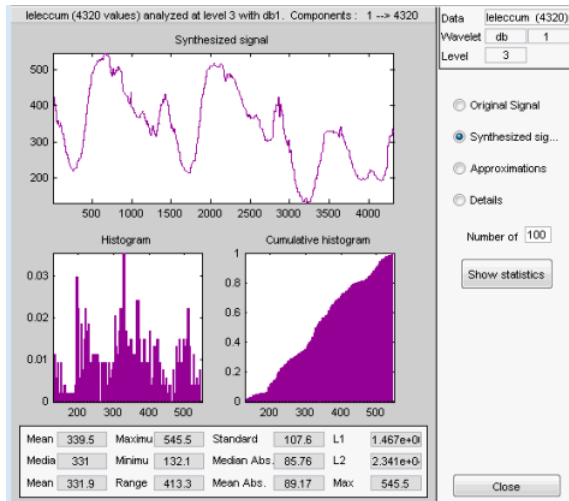 leleccum (4320 values) analyzed at level 3 with db1. Components : 1 --> 4320
Data leleccum (4320)
Wavelet db 1
Level 3
Synthesized signal
500
400
300
200
500 1000 1500 2000 2500 3000 3500 4000
Original Signal
Synthesized sig...
Approximations
Details
Number of 100
Show statistics
Histogram
0.03
0.02
0.01
0
200 300 400 500
Cumulative histogram
1
0.8
0.6
0.4
0.2
0
200 300 400 500
Mean 339.5 Maximu 545.5 Standard 107.6 L1 1.467e+0
Media 331 Minimu 132.1 Median Abs. 85.76 L2 2.341e+0
Mean 331.9 Range 413.3 Mean Abs. 89.17 Max 545.5
Close